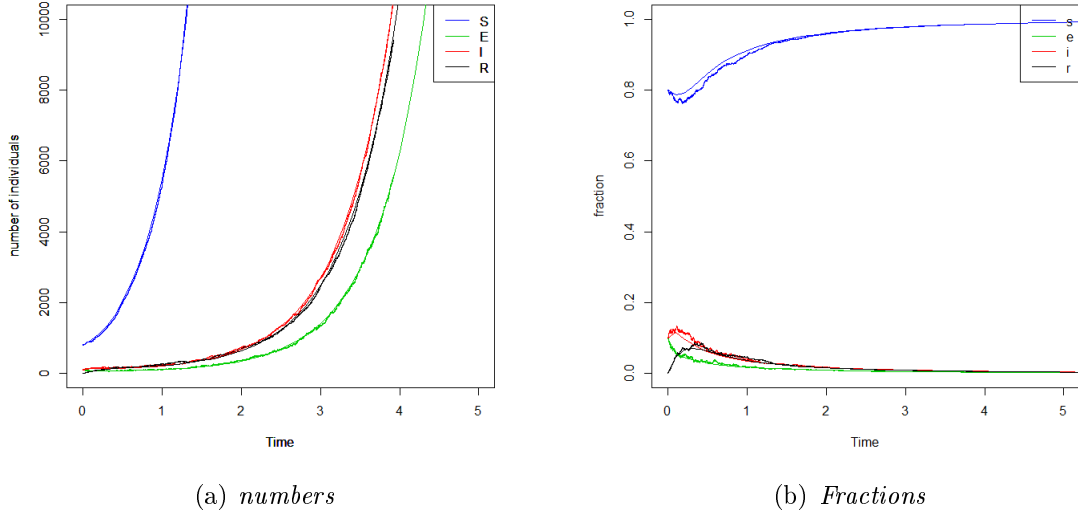 number of individuals
10000
8000
6000
4000
2000
0
0 1 2 3 4 5
Time
S
E
I
R
(a) numbers
fraction
1.0
0.8
0.6
0.4
0.2
0.0
0 1 2 3 4 5
Time
s
e
i
r
(b) Fractions